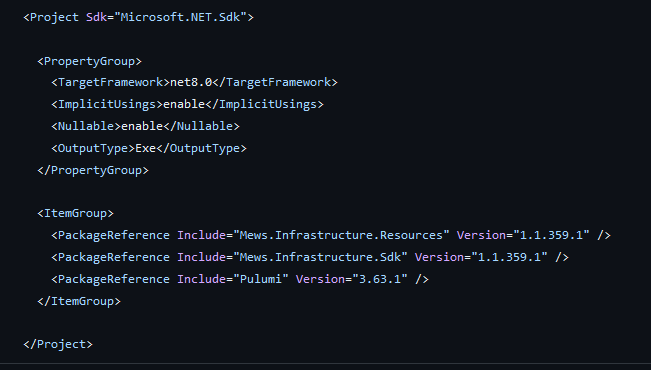 <Project Sdk="Microsoft.NET.Sdk">
<PropertyGroup>
<TargetFramework>net8.0</TargetFramework>
<ImplicitUsings>enable</ImplicitUsings>
<Nullable>enable</Nullable>
<OutputType>Exe</OutputType>
</PropertyGroup>
<ItemGroup>
<PackageReference Include="Mews.Infrastructure.Resources" Version="1.1.359.1" />
<PackageReference Include="Mews.Infrastructure.Sdk" Version="1.1.359.1" />
<PackageReference Include="Pulumi" Version="3.63.1" />
</ItemGroup>
</Project>